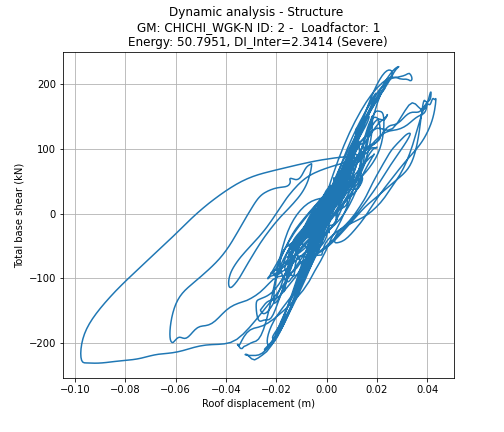 Dynamic analysis - Structure
GM: CHICHI_WGK-N ID: 2 - Loadfactor: 1
Energy: 50.7951, DI_Inter=2.3414 (Severe)
Total base shear (kN)
200
100
0
−100
−200
−0.10 −0.08 −0.06 −0.04 −0.02 0.00 0.02 0.04
Roof displacement (m)